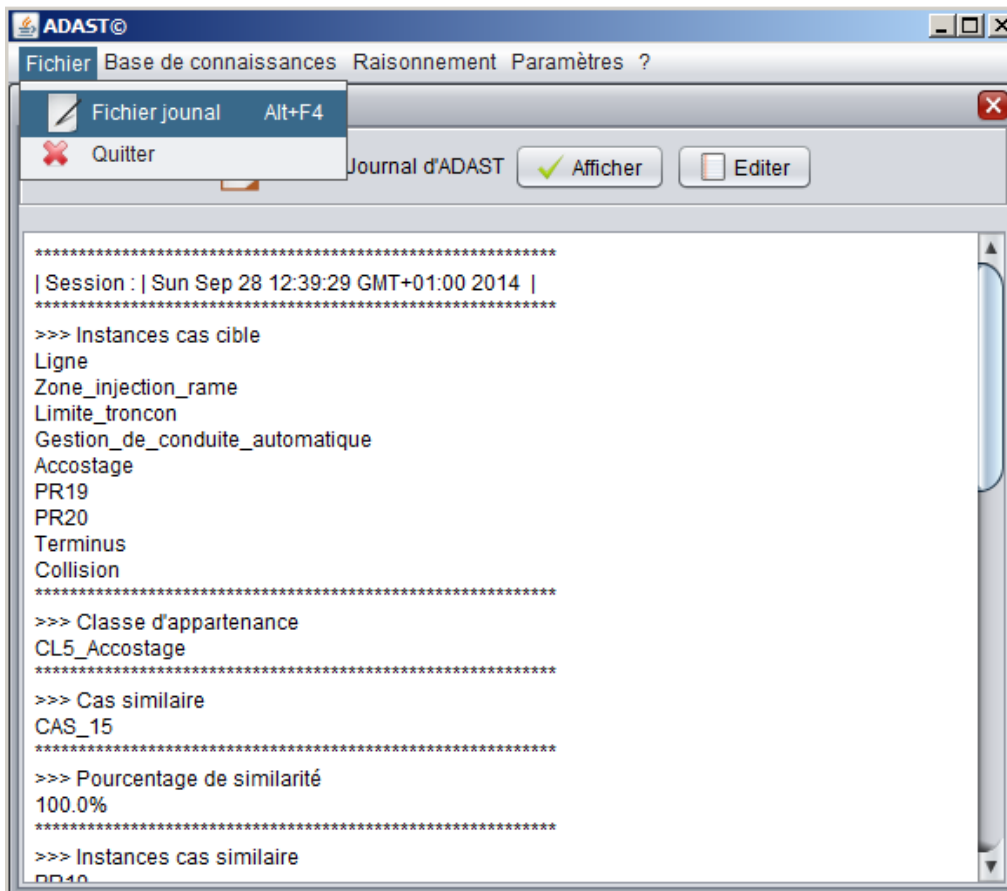 ADAST©
Fichier Base de connaissances Raisonnement Paramètres ?
Fichier jounal Alt+F4
Quitter
Journal d'ADAST Afficher Editer
************************************************************
| Session : | Sun Sep 28 12:39:29 GMT+01:00 2014 |
************************************************************
>>> Instances cas cible
Ligne
Zone_injection_rame
Limite_troncon
Gestion_de_conduite_automatique
Accostage
PR19
PR20
Terminus
Collision
************************************************************
>>> Classe d'appartenance
CL5_Accostage
************************************************************
>>> Cas similaire
CAS_15
************************************************************
>>> Pourcentage de similarité
100.0%
************************************************************
>>> Instances cas similaire
PR19